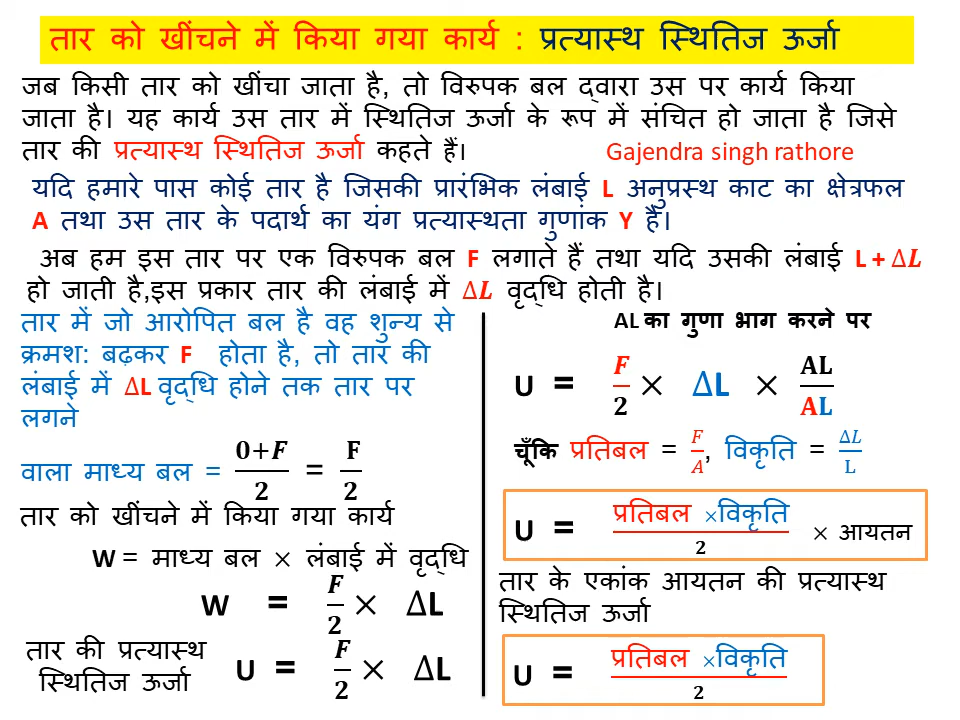 तार को खींचने में किया गया कार्य : प्रत्यास्थ स्थितिज ऊर्जा
जब किसी तार को खींचा जाता है, तो विरुपक बल द्वारा उस पर कार्य किया
जाता है। यह कार्य उस तार में स्थितिज ऊर्जा के रूप में संचित हो जाता है जिसे
तार की प्रत्यास्थ स्थितिज ऊर्जा कहते हैं। Gajendra singh rathore
यदि हमारे पास कोई तार है जिसकी प्रारंभिक लंबाई L अनुप्रस्थ काट का क्षेत्रफल
A तथा उस तार के पदार्थ का यंग प्रत्यास्थता गुणांक Y है।
अब हम इस तार पर एक विरुपक बल F लगाते हैं तथा यदि उसकी लंबाई L + ΔL
हो जाती है,इस प्रकार तार की लंबाई में ΔL वृद्धि होती है।
तार में जो आरोपित बल है वह शुन्य से
क्रमश: बढ़कर F होता है, तो तार की
लंबाई में ΔL वृद्धि होने तक तार पर
लगने
वाला माध्य बल = (0+F)/2 = F/2
तार को खींचने में किया गया कार्य
W = माध्य बल × लंबाई में वृद्धि
W = F/2 × ΔL
तार की प्रत्यास्थ
स्थितिज ऊर्जा U = F/2 × ΔL
AL का गुणा भाग करने पर
U = F/2 × ΔL × AL/AL
चूँकि प्रतिबल = F/A, विकृति = ΔL/L
U = (प्रतिबल ×विकृति)/2 × आयतन
तार के एकांक आयतन की प्रत्यास्थ
स्थितिज ऊर्जा
U = (प्रतिबल ×विकृति)/2